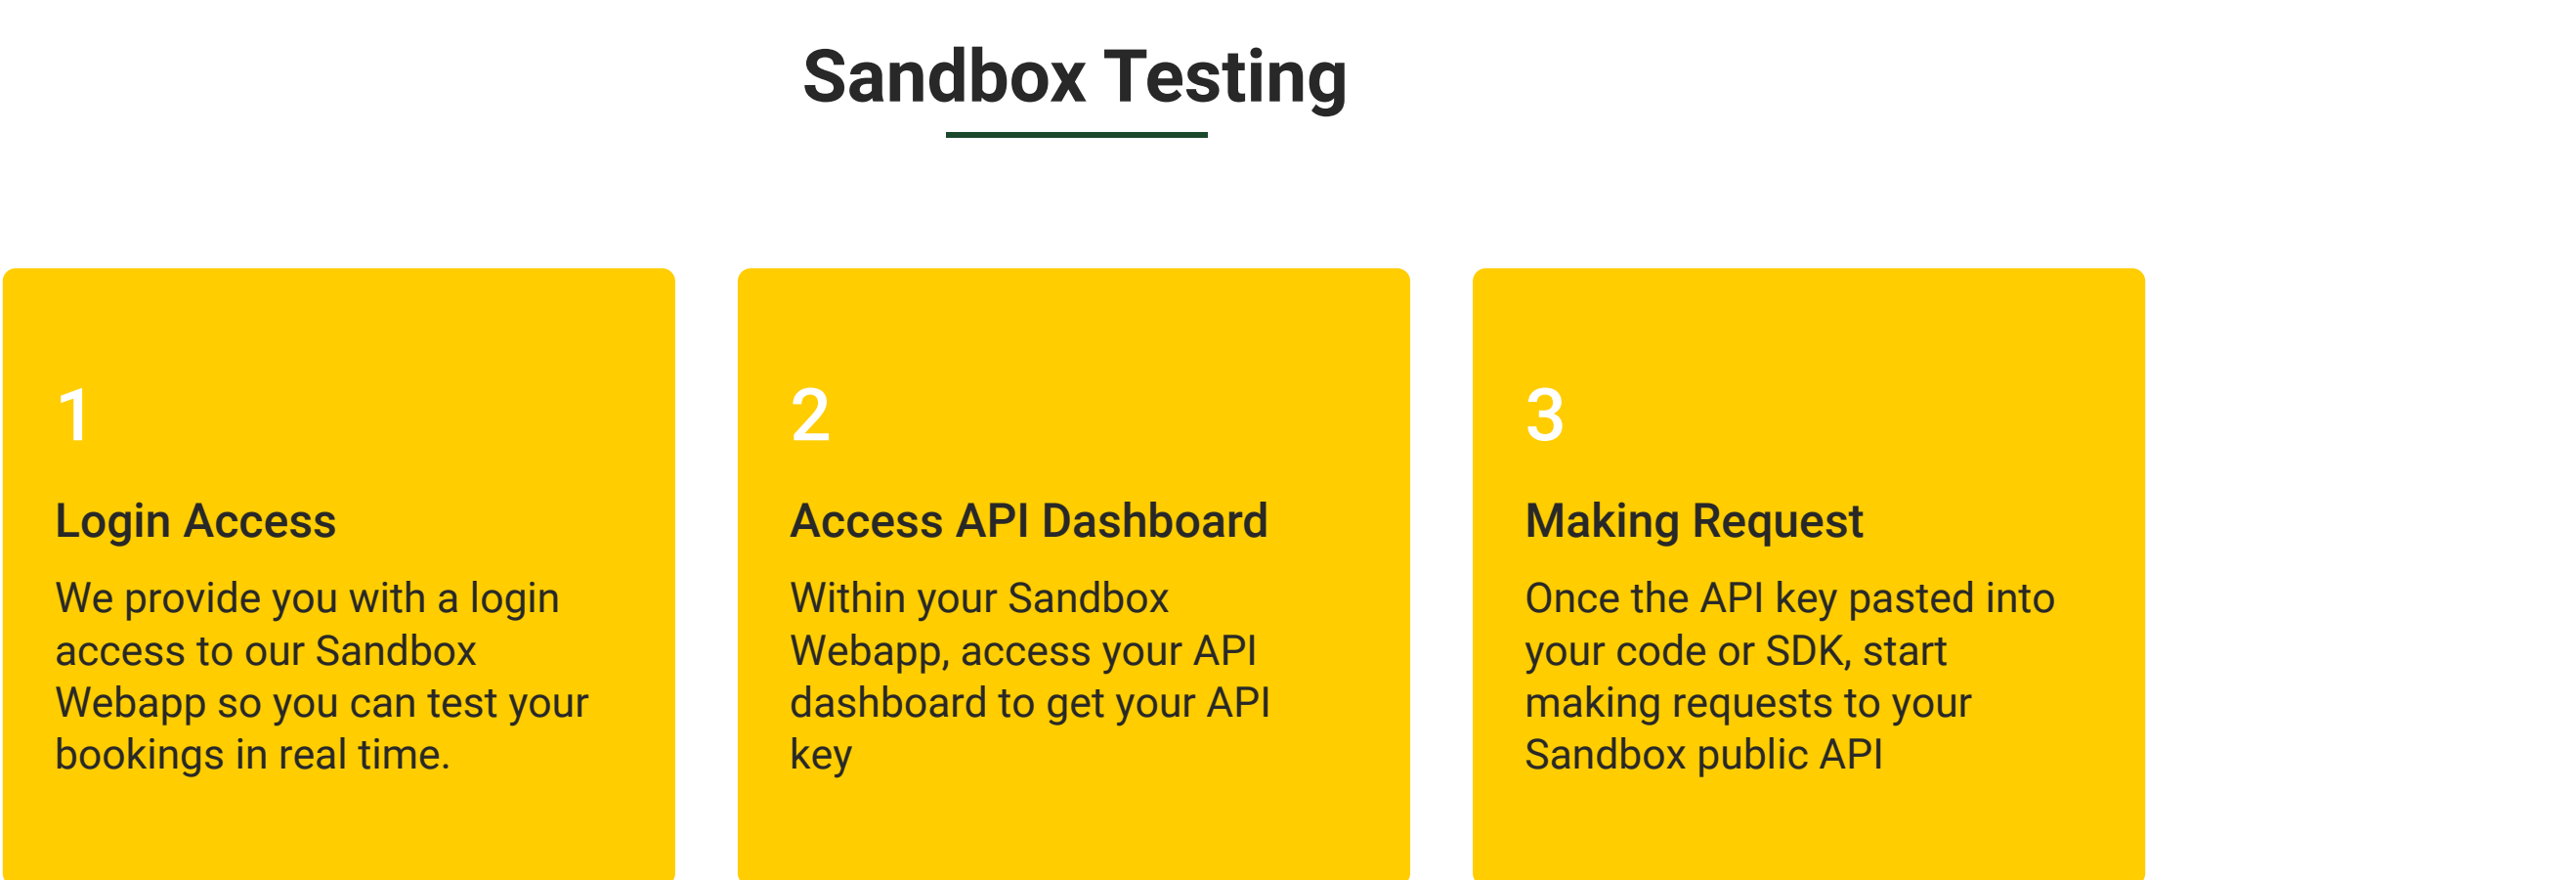 Sandbox Testing
1
Login Access
We provide you with a login
access to our Sandbox
Webapp so you can test your
bookings in real time.
2
Access API Dashboard
Within your Sandbox
Webapp, access your API
dashboard to get your API
key
3
Making Request
Once the API key pasted into
your code or SDK, start
making requests to your
Sandbox public API